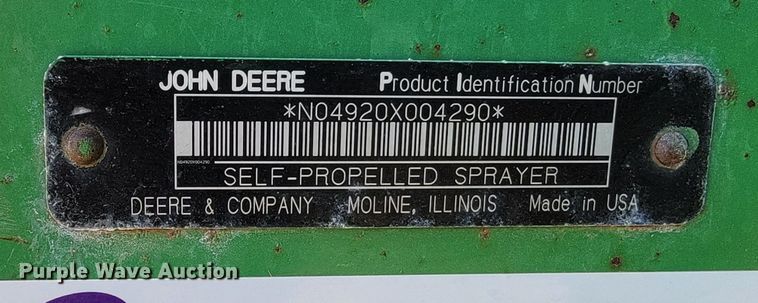 JOHN DEERE Product Identification Number
*N04920X004290*
N04920X004290
SELF-PROPELLED SPRAYER
DEERE & COMPANY MOLINE, ILLINOIS Made in USA
Purple Wave Auction